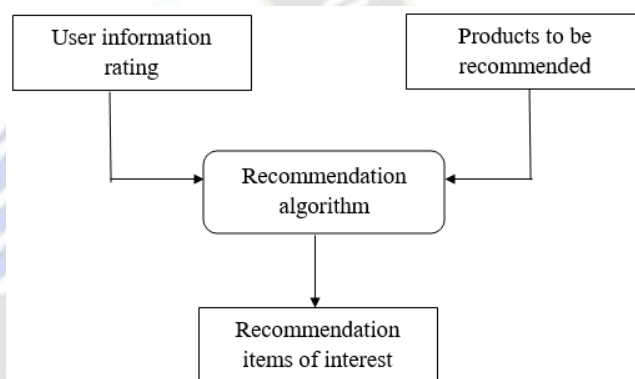 User information
rating
Products to be
recommended
Recommendation
algorithm
Recommendation
items of interest